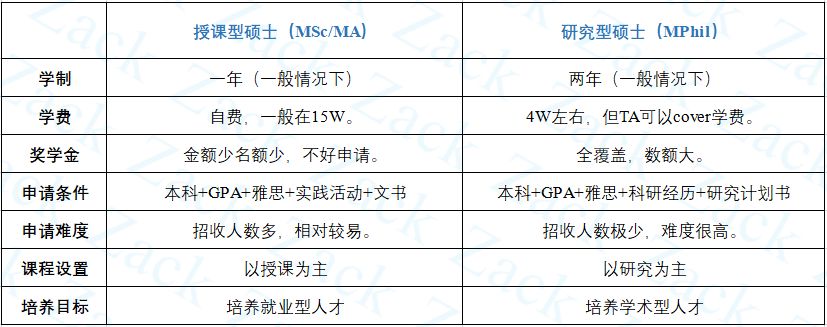 授课型硕士（MSc/MA） 研究型硕士（MPhil）
学制 一年（一般情况下） 两年（一般情况下）
学费 自费，一般在15W。 4W左右，但TA可以cover学费。
奖学金 金额少名额少，不好申请。 全覆盖，数额大。
申请条件 本科+GPA+雅思+实践活动+文书 本科+GPA+雅思+科研经历+研究计划书
申请难度 招收人数多，相对较易。 招收人数极少，难度很高。
课程设置 以授课为主 以研究为主
培养目标 培养就业型人才 培养学术型人才
Zack